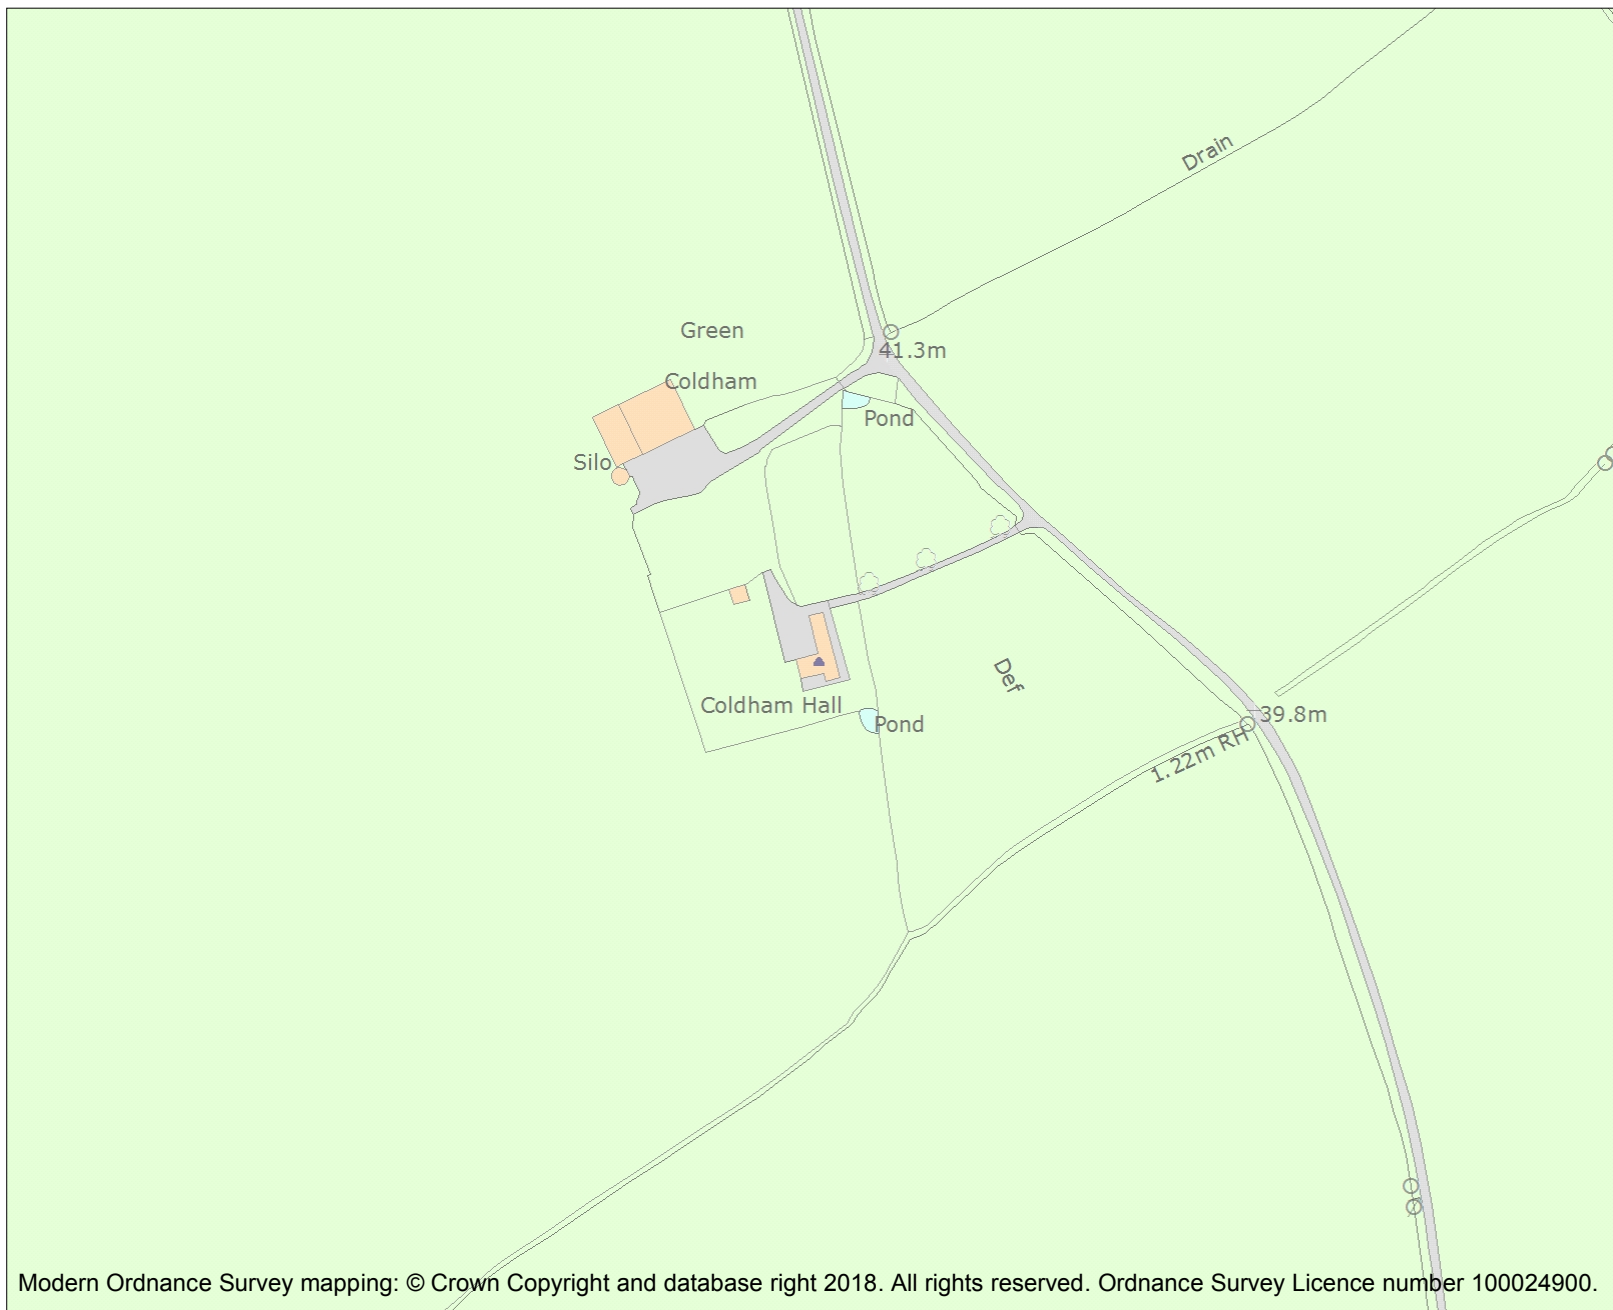 Drain
Green
41.3m
Coldham
Pond
Silo
Def
Coldham Hall
39.8m
Pond
1.22m RH
Modern Ordnance Survey mapping: © Crown Copyright and database right 2018. All rights reserved. Ordnance Survey Licence number 100024900.